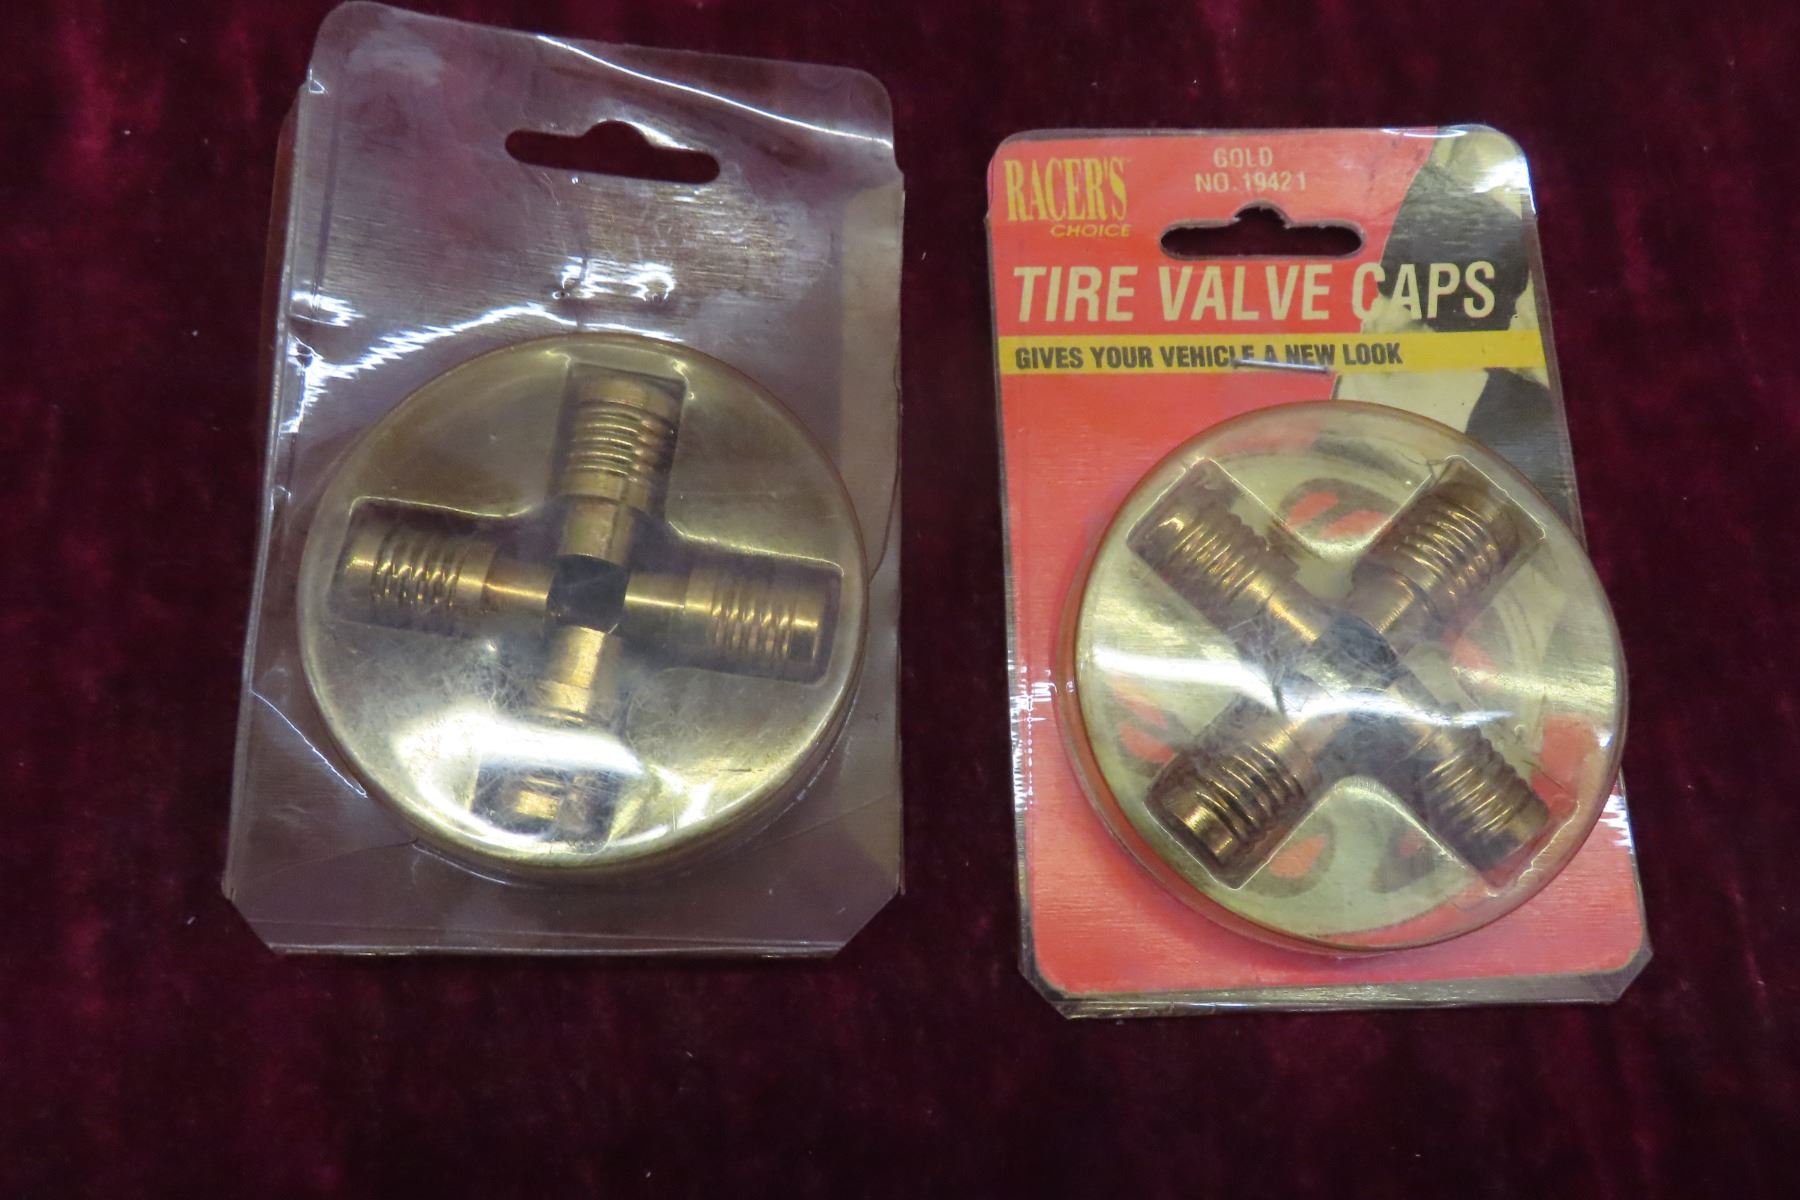 RACER'S
CHOICE
GOLD
NO. 19421
TIRE VALVE CAPS
GIVES YOUR VEHICLE A NEW LOOK